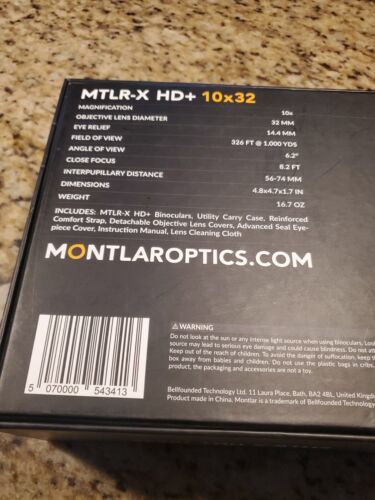 MTLR-X HD+ 10x32
MAGNIFICATION 10x
OBJECTIVE LENS DIAMETER 32 MM
EYE RELIEF 14.4 MM
FIELD OF VIEW 326 FT @ 1,000 YDS
ANGLE OF VIEW 6.2°
CLOSE FOCUS 8.2 FT
INTERPUPILLARY DISTANCE 56-74 MM
DIMENSIONS 4.8x4.7x1.7 IN
WEIGHT 16.7 OZ
INCLUDES: MTLR-X HD+ Binoculars, Utility Carry Case, Reinforced
Comfort Strap, Detachable Objective Lens Covers, Advanced Seal Eye-
piece Cover, Instruction Manual, Lens Cleaning Cloth
MONTLAROPTICS.COM
WARNING
Do not look at the sun or any intense light source when using binoculars. Look
source may lead to serious eye damage and could cause blindness. Do not at
Keep out of the reach of children. To avoid the danger of suffocation, keep th
box away from babies and children. Do not use the plastic bags in cribs,
product, the packaging and accessories are not a toy.
5 070000 543413
Bellfounded Technology Ltd. 11 Laura Place, Bath, BA2 4BL, United Kingd
Product made in China. Montlar is a trademark of Bellfounded Technology